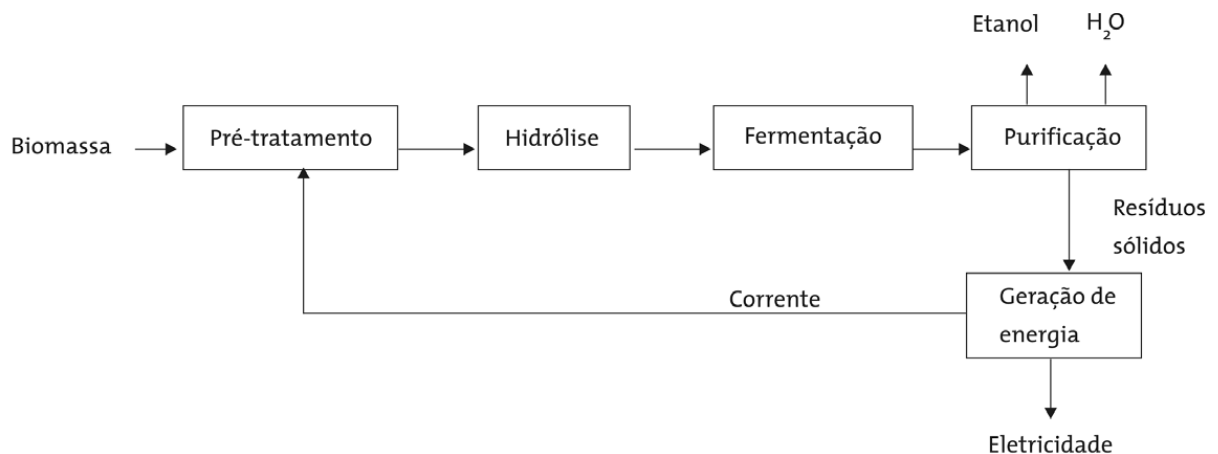 Etanol
H₂O
Biomassa
Pré-tratamento
Hidrólise
Fermentação
Purificação
Resíduos
sólidos
Corrente
Geração de
energia
Eletricidade